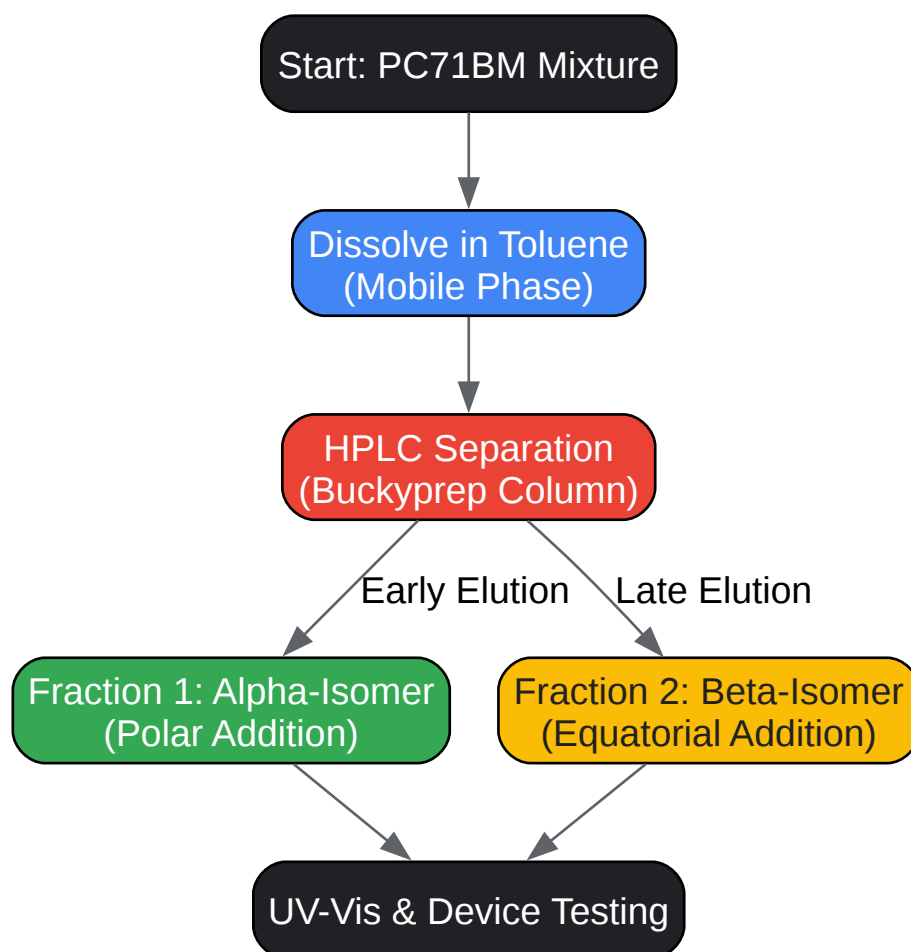 Start: PC71BM Mixture
Dissolve in Toluene
(Mobile Phase)
HPLC Separation
(Buckyprep Column)
Early Elution
Late Elution
Fraction 1: Alpha-Isomer
(Polar Addition)
Fraction 2: Beta-Isomer
(Equatorial Addition)
UV-Vis & Device Testing